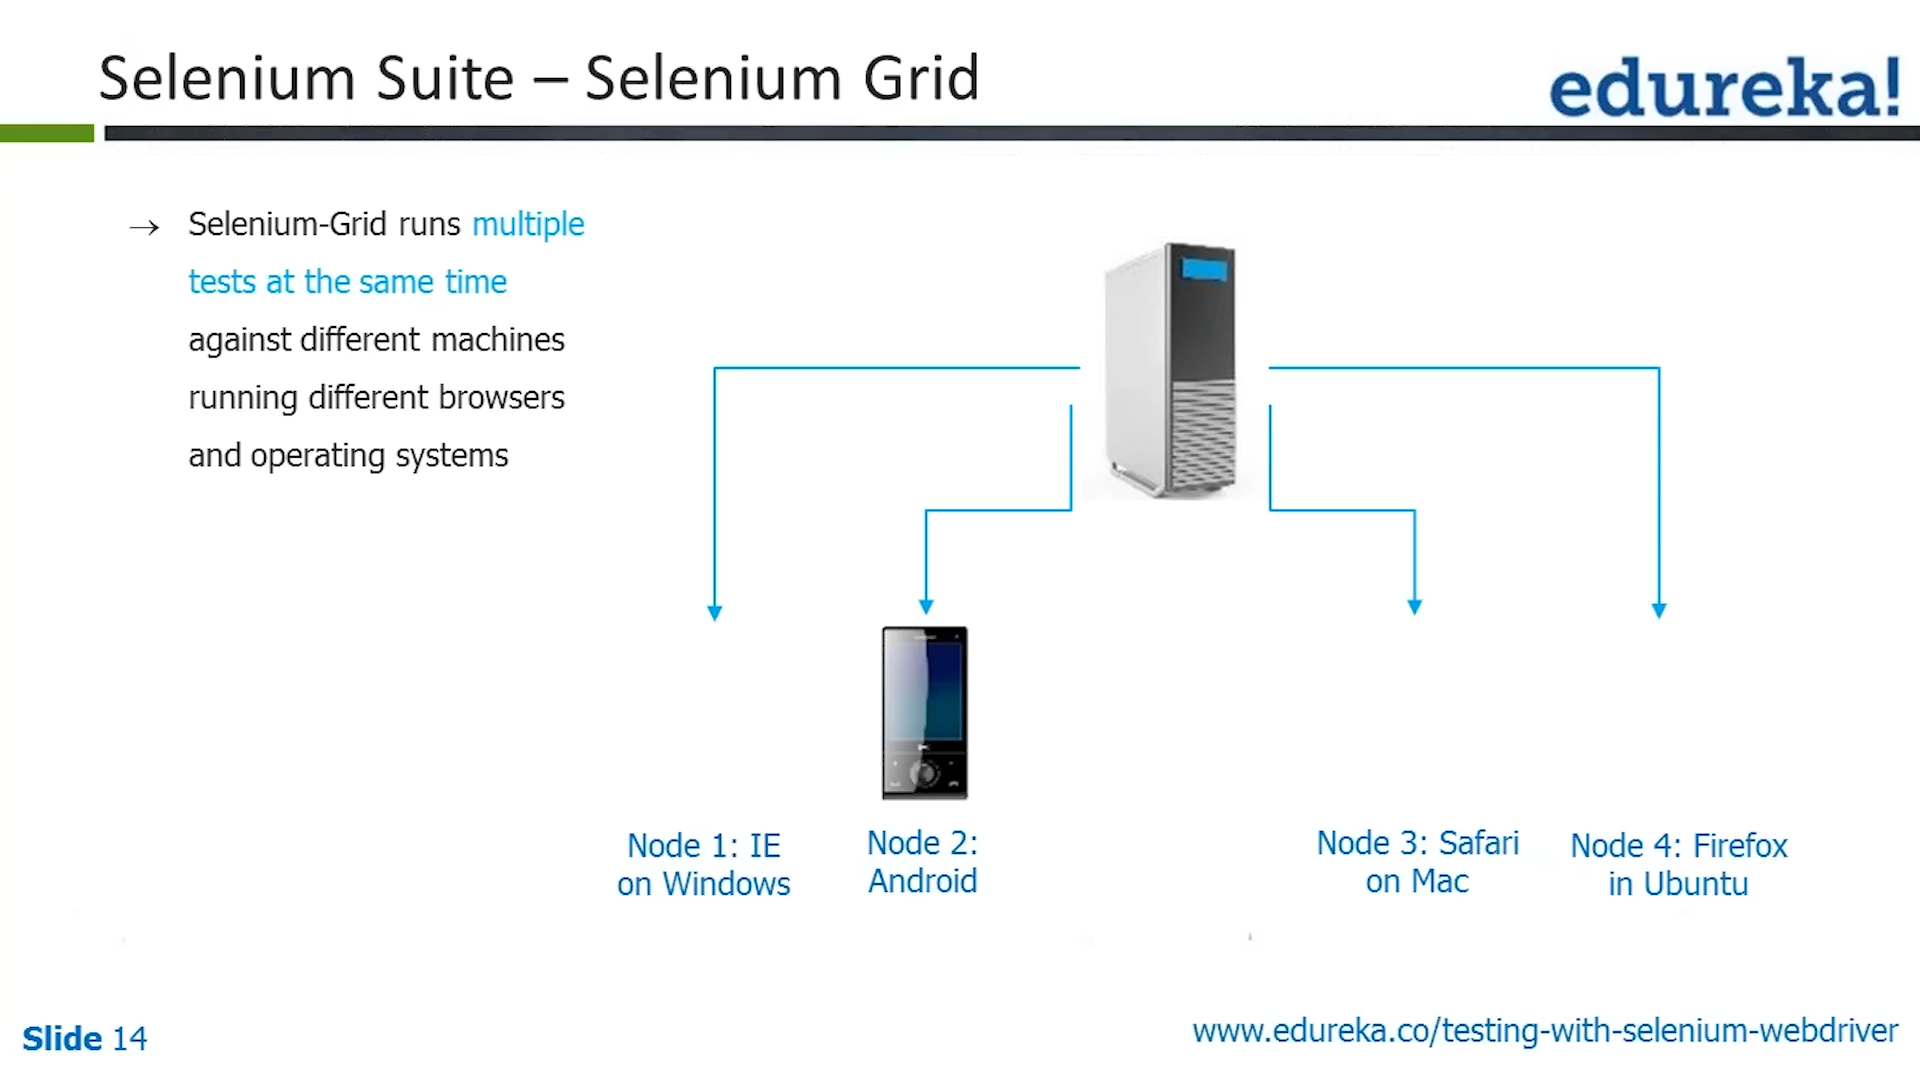 Selenium Suite – Selenium Grid
edureka!
→ Selenium-Grid runs multiple
tests at the same time
against different machines
running different browsers
and operating systems
Node 1: IE
on Windows
Node 2:
Android
Node 3: Safari
on Mac
Node 4: Firefox
in Ubuntu
Slide 14
www.edureka.co/testing-with-selenium-webdriver